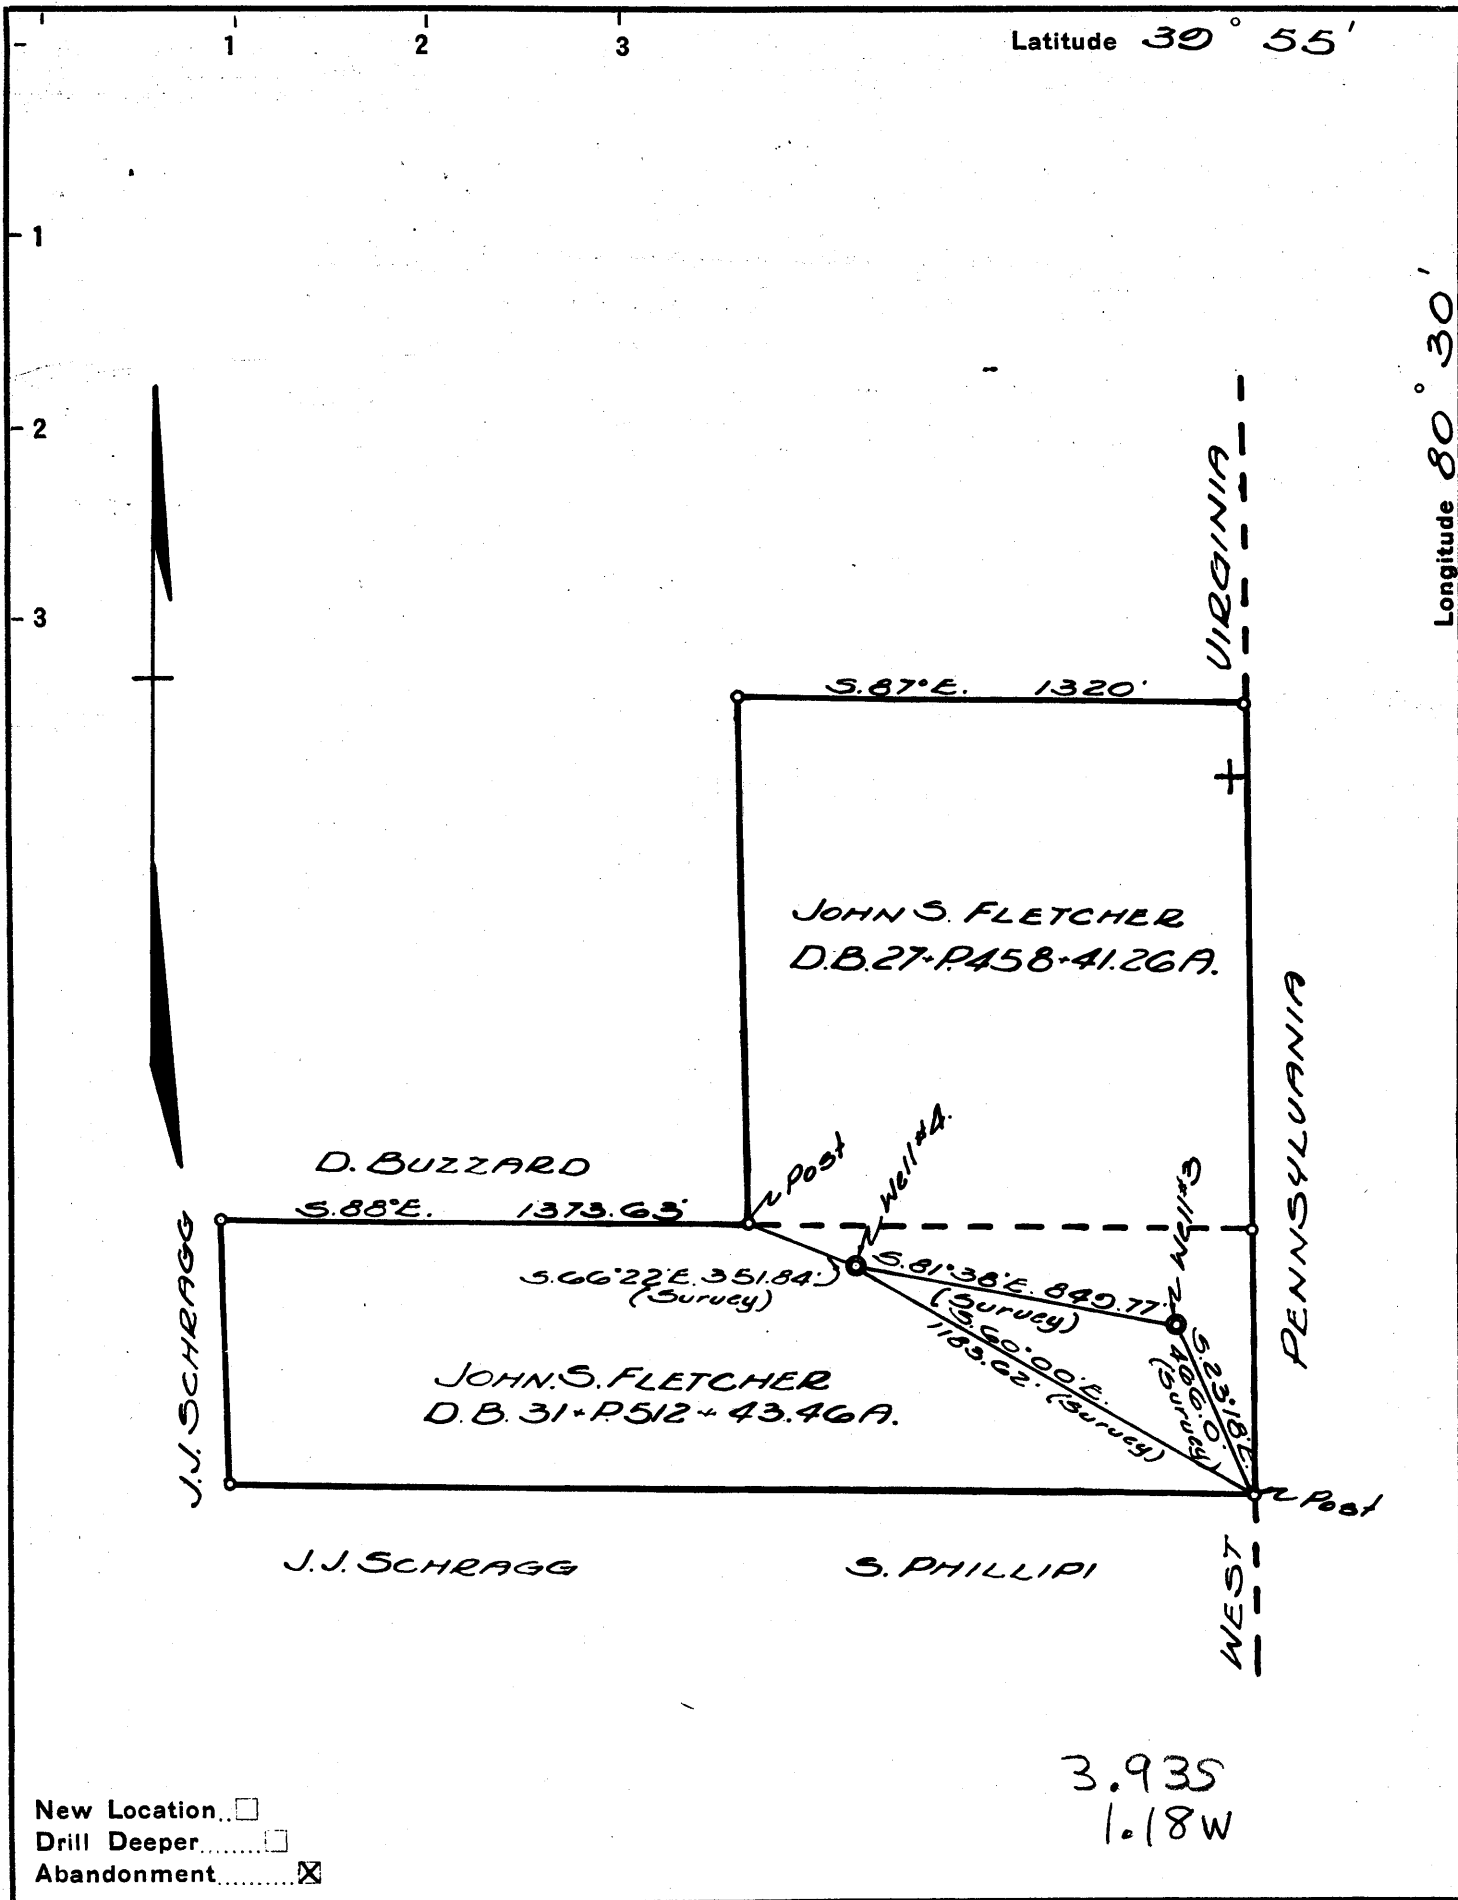 1 2 3
Latitude 39° 55'
1
2
3
Longitude 80° 30'
VIRGINIA
S.87°E. 1320'
JOHN S. FLETCHER
D.B.27+P.458+41.26A.
PENNSYLVANIA
D. BUZZARD
Post
Well #4.
Well #3
S.88°E. 1373.63'
J.J. SCHRAGG
S.66°22'E. 351.84'
(Survey)
S.81°38'E. 849.77'
(Survey)
S.60°00'E.
1183.62' (Survey)
S.23°18'E.
466.0'
(Survey)
JOHN. S. FLETCHER
D.B. 31+P.512+43.46A.
Post
J.J. SCHRAGG
S. PHILLIPI
WEST
3.93S
1.18W
New Location
Drill Deeper
Abandonment